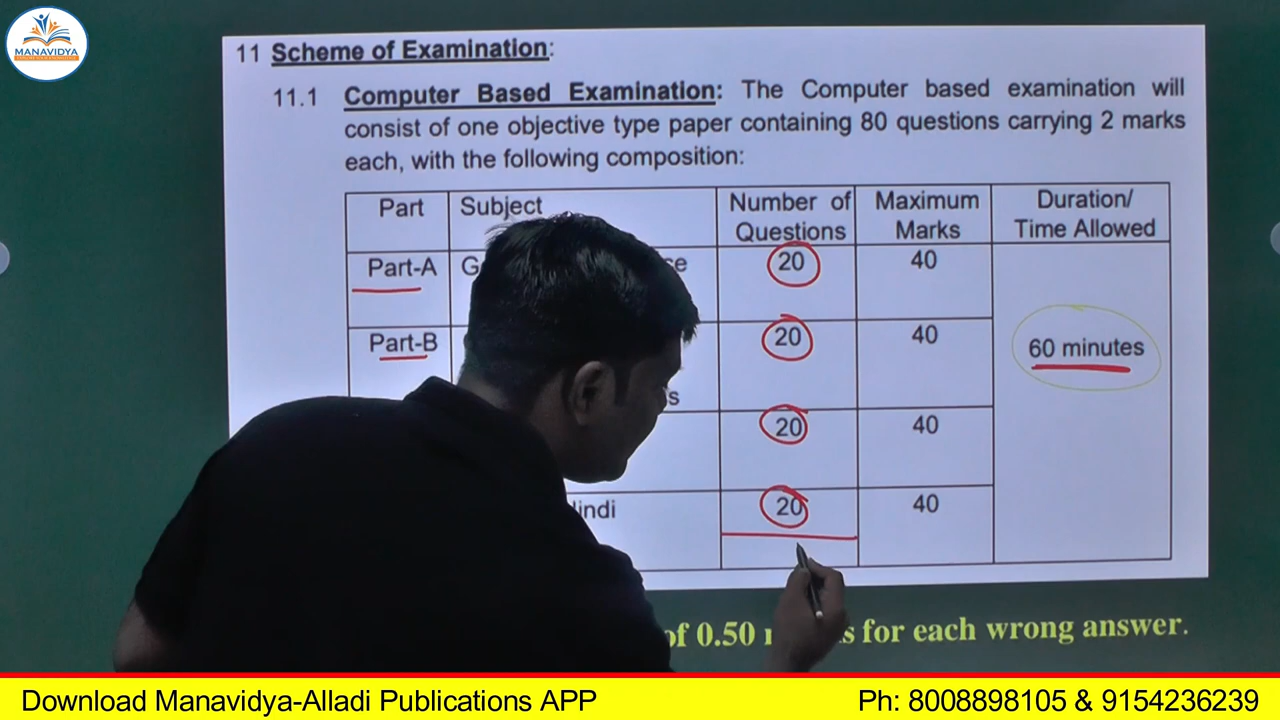 MANAVIDYA
11 Scheme of Examination:
11.1 Computer Based Examination: The Computer based examination will
consist of one objective type paper containing 80 questions carrying 2 marks
each, with the following composition:
Part Subject Number of Maximum Duration/
Questions Marks Time Allowed
Part-A 20 40
Part-B 20 40 60 minutes
20 40
20 40
of 0.50 for each wrong answer.
Download Manavidya-Alladi Publications APP Ph: 8008898105 & 9154236239